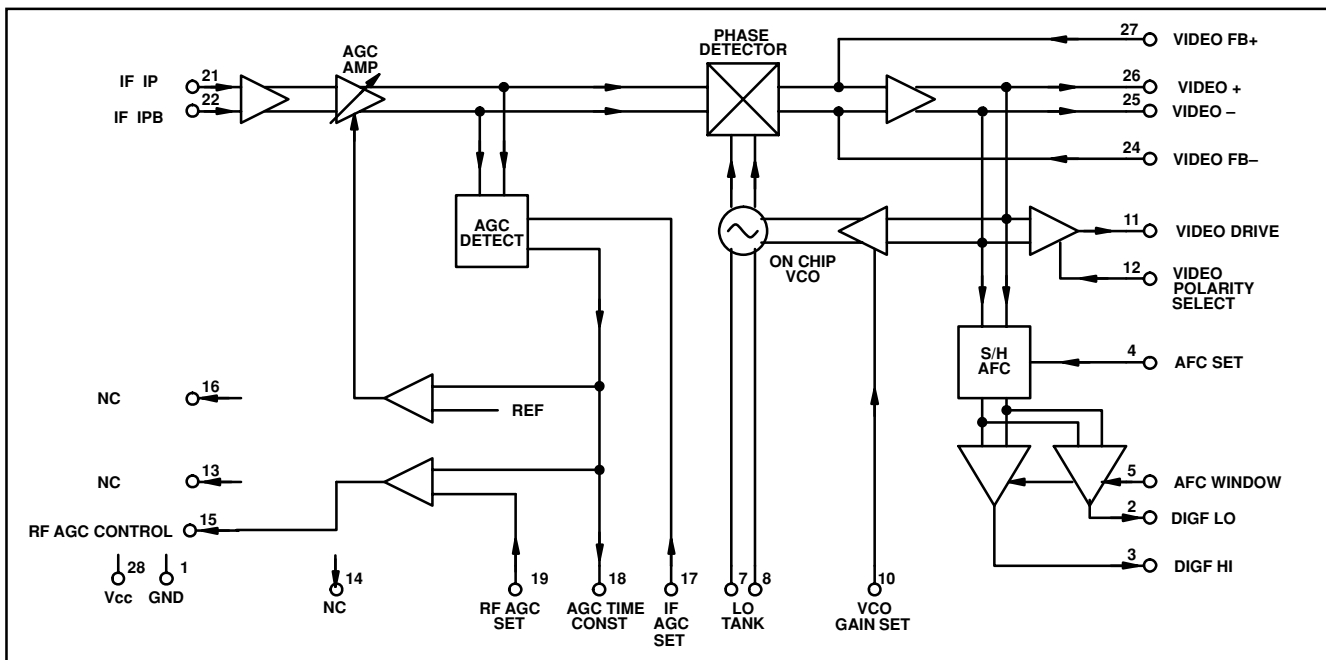 PHASE
DETECTOR
27
VIDEO FB+
AGC
AMP
IF IP
21
26
VIDEO +
IF IPB
22
25
VIDEO –
24
VIDEO FB–
AGC
DETECT
ON CHIP
VCO
11
VIDEO DRIVE
12
VIDEO
POLARITY
SELECT
S/H
AFC
4
AFC SET
NC
16
REF
NC
13
5
AFC WINDOW
RF AGC CONTROL
15
2
DIGF LO
3
DIGF HI
28
Vcc
1
GND
14
NC
19
RF AGC
SET
18
AGC TIME
CONST
17
IF
AGC
SET
7
8
LO
TANK
10
VCO
GAIN SET